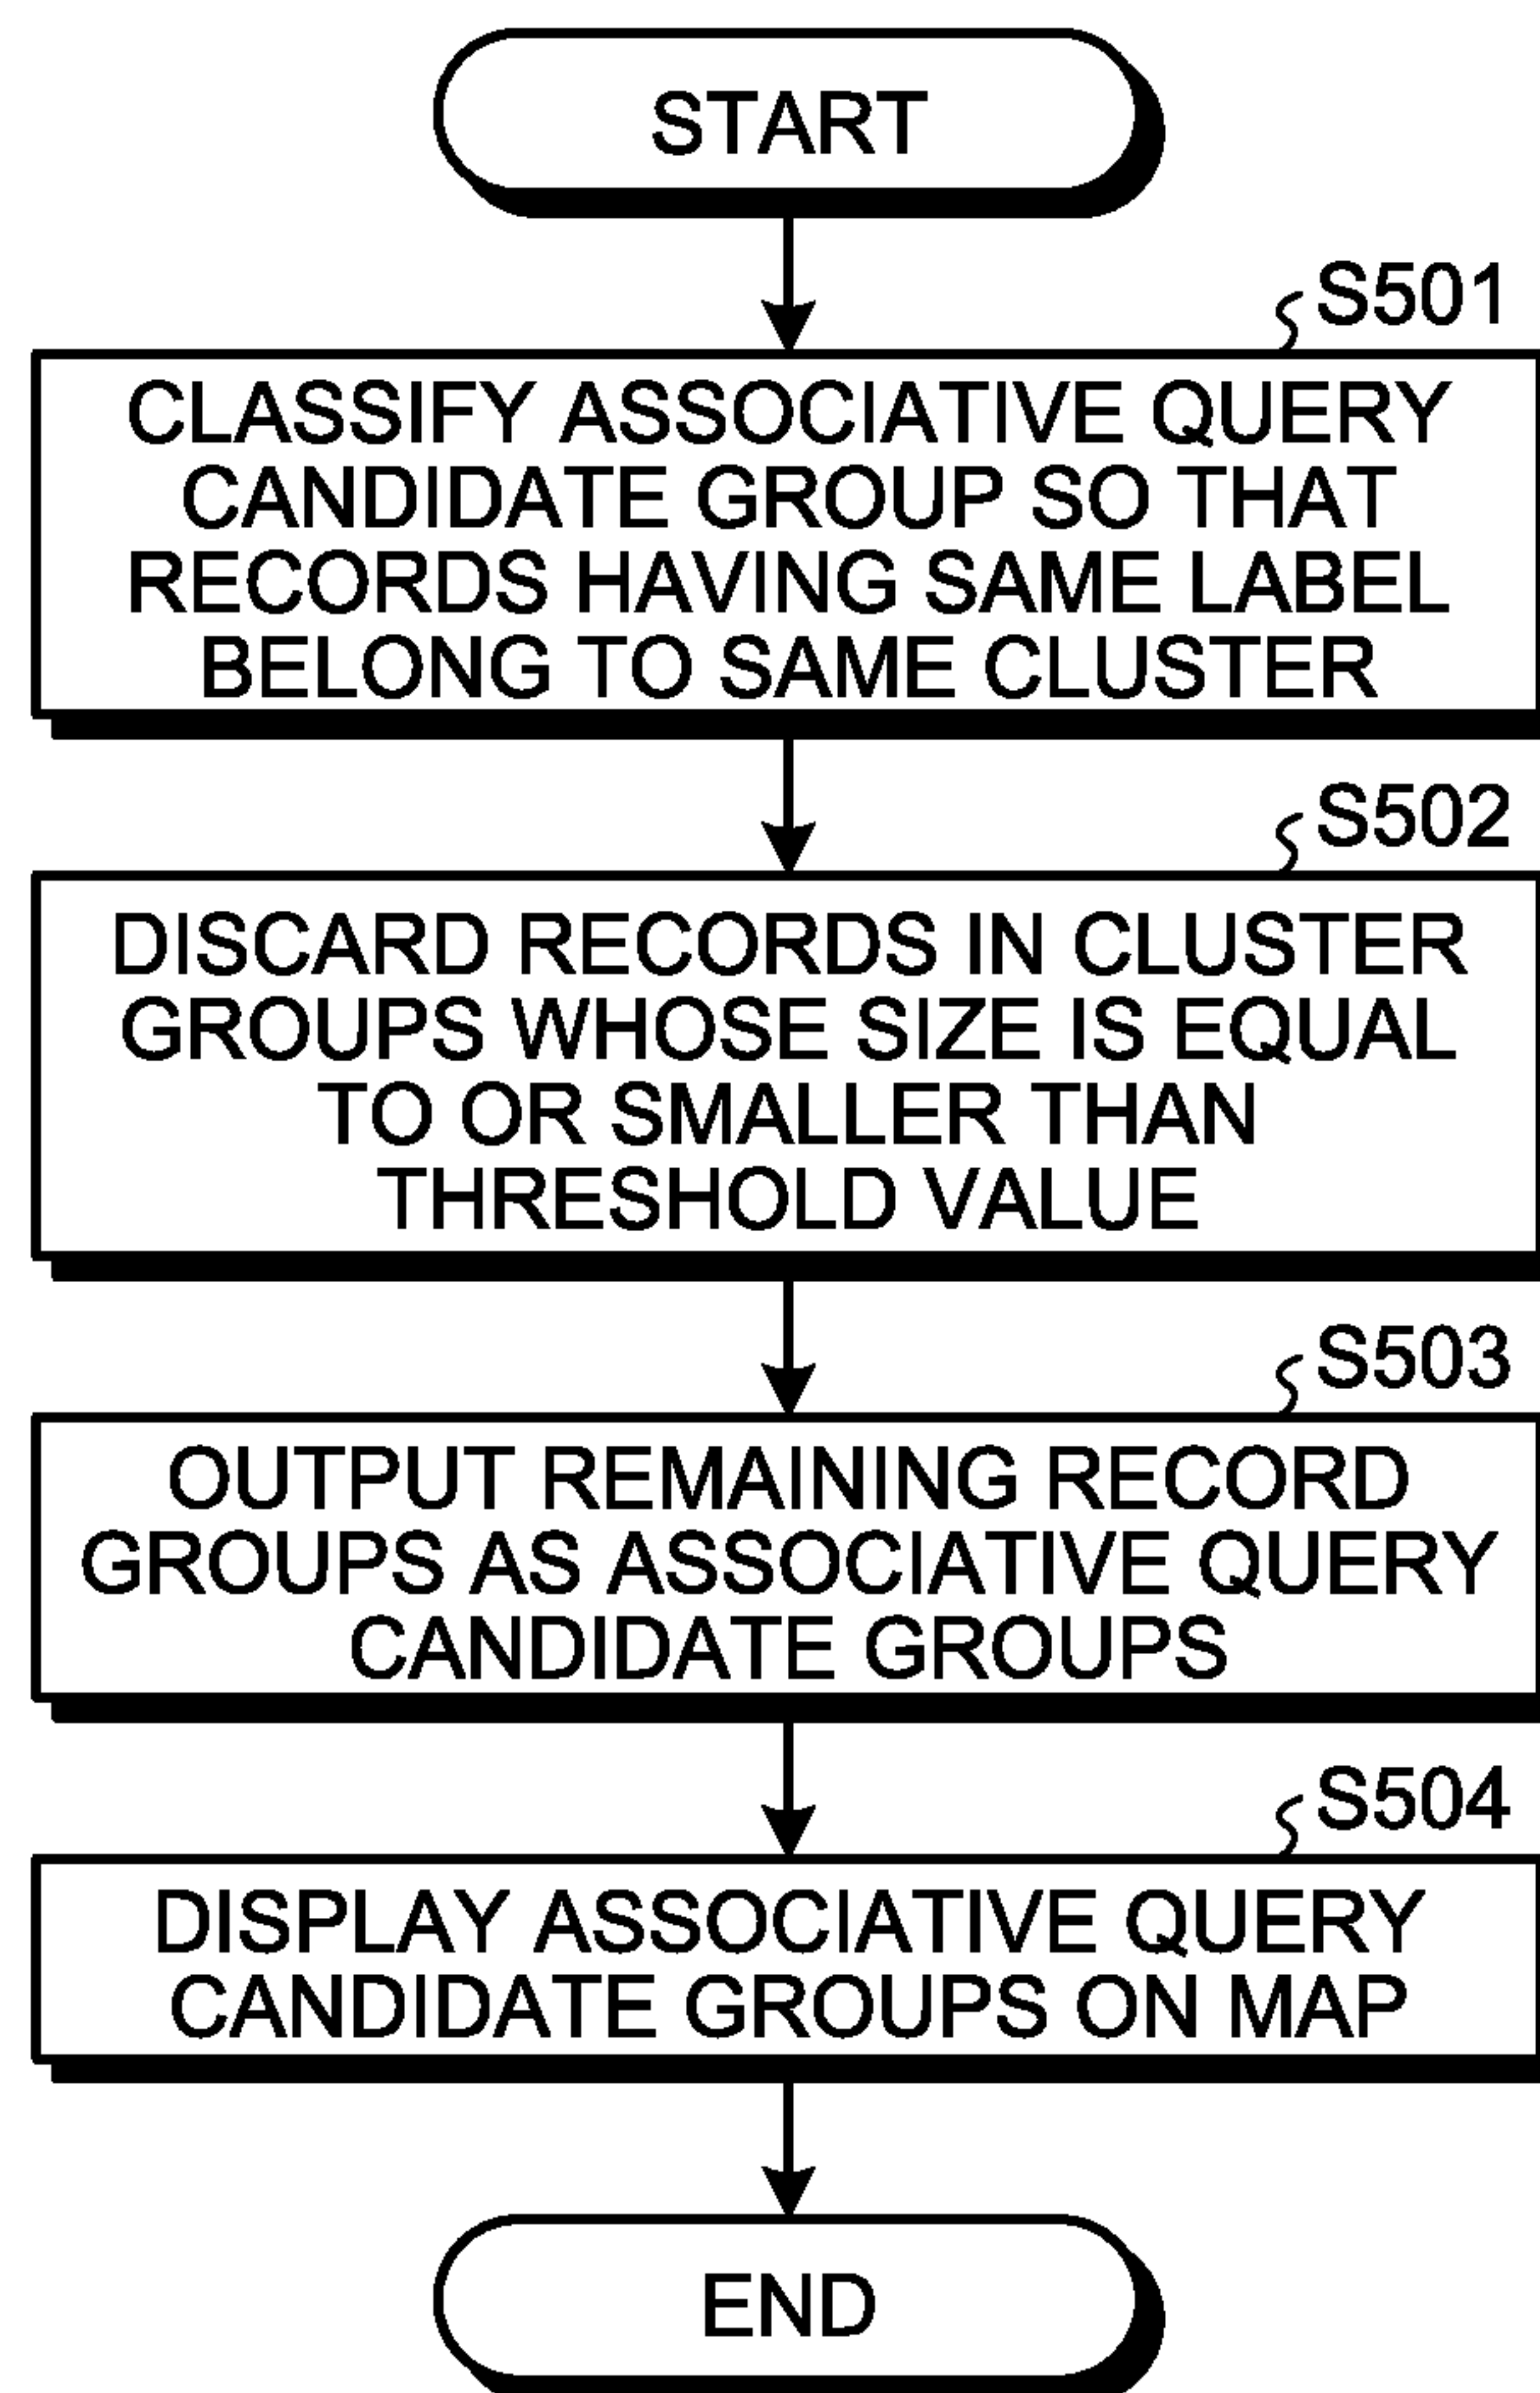 START
S501
CLASSIFY ASSOCIATIVE QUERY
CANDIDATE GROUP SO THAT
RECORDS HAVING SAME LABEL
BELONG TO SAME CLUSTER
S502
DISCARD RECORDS IN CLUSTER
GROUPS WHOSE SIZE IS EQUAL
TO OR SMALLER THAN
THRESHOLD VALUE
S503
OUTPUT REMAINING RECORD
GROUPS AS ASSOCIATIVE QUERY
CANDIDATE GROUPS
S504
DISPLAY ASSOCIATIVE QUERY
CANDIDATE GROUPS ON MAP
END